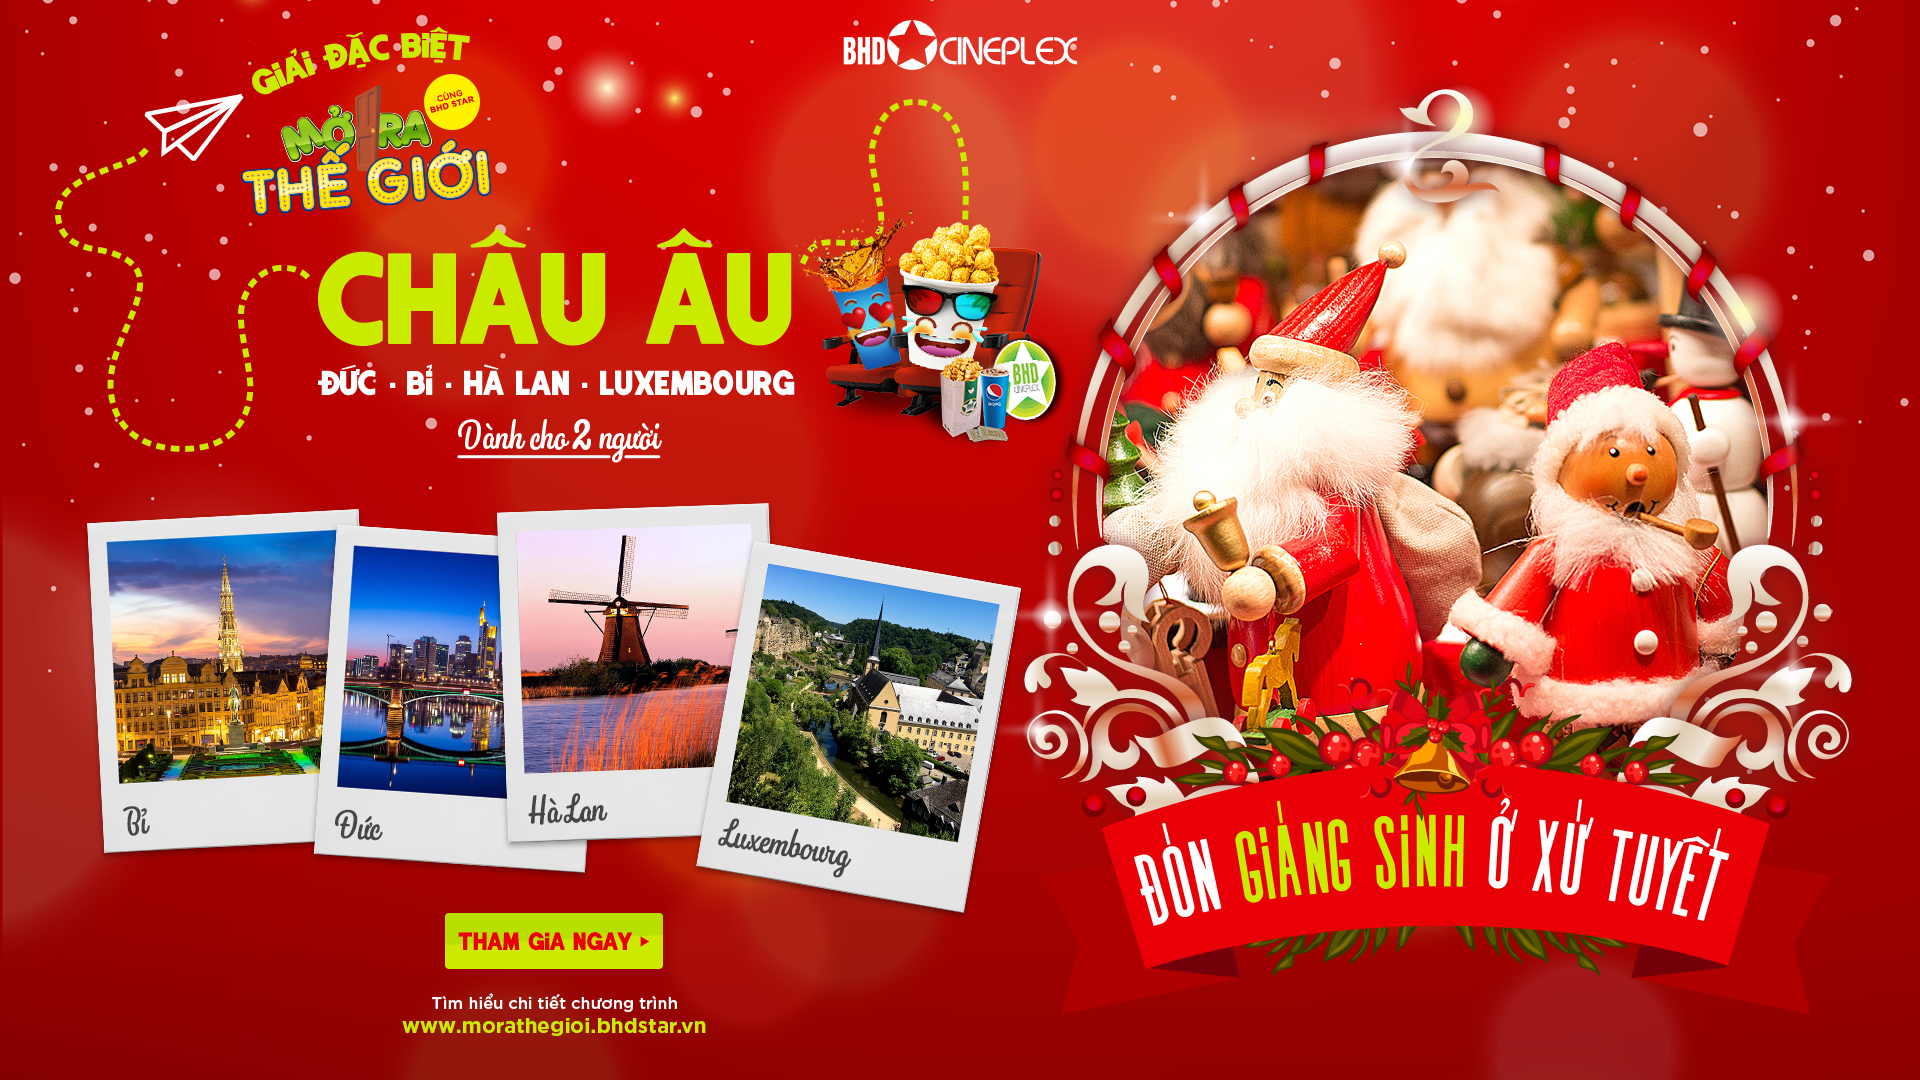 BHD CINEPLEX
GIẢI ĐẶC BIỆT
CÙNG
BHD STAR
MỞ RA
THẾ GIỚI
CHÂU ÂU
ĐỨC · BỈ · HÀ LAN · LUXEMBOURG
Dành cho 2 người
BHD
CINEPLEX
Bỉ
Đức
Hà Lan
Luxembourg
ĐÓN GIÁNG SINH Ở XỨ TUYẾT
THAM GIA NGAY
Tìm hiểu chi tiết chương trình
www.morathegioi.bhdstar.vn